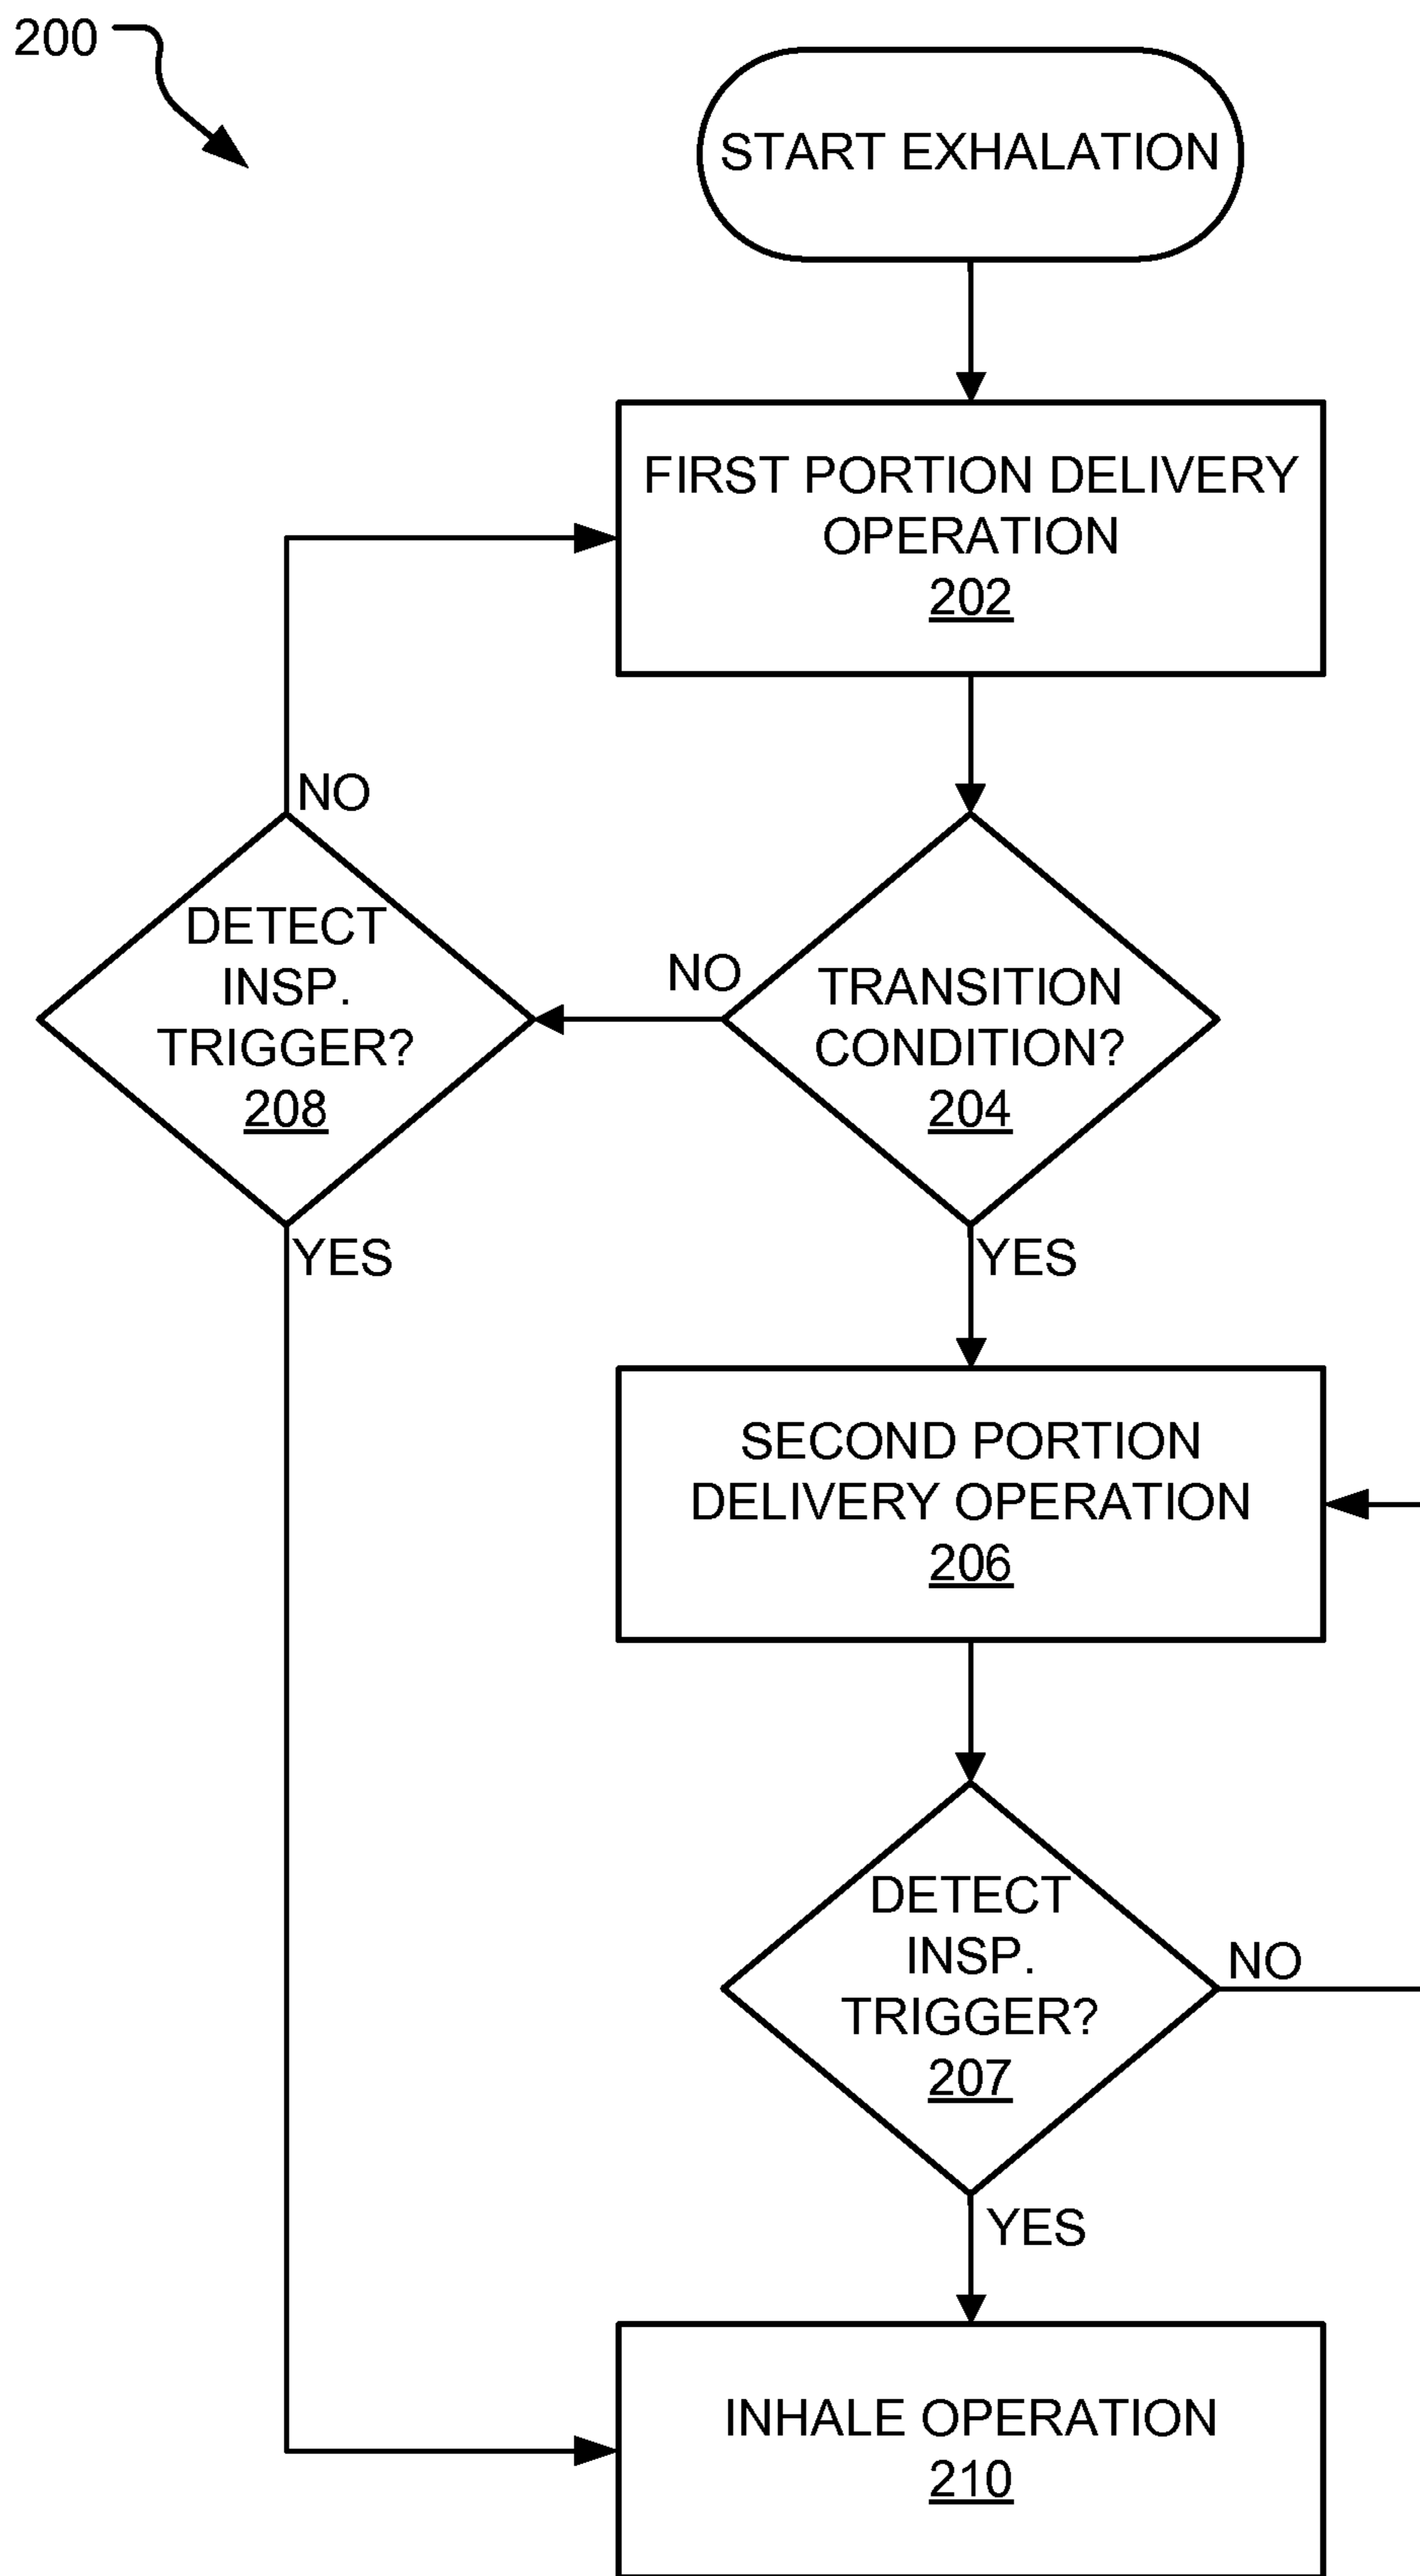 200
START EXHALATION
FIRST PORTION DELIVERY
OPERATION
202
NO
DETECT
INSP.
TRIGGER?
208
YES
NO
TRANSITION
CONDITION?
204
YES
SECOND PORTION
DELIVERY OPERATION
206
DETECT
INSP.
TRIGGER?
207
NO
YES
INHALE OPERATION
210